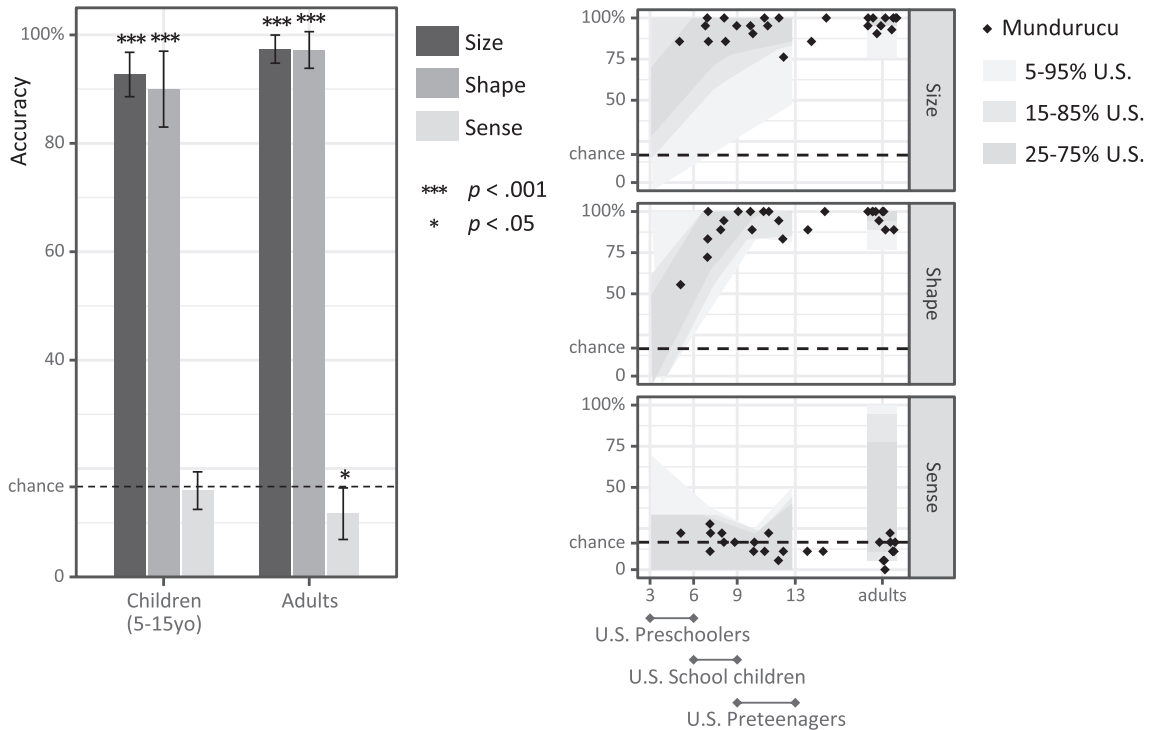 Accuracy
100%
80
60
40
chance
0
*** ***
*** ***
*
Children
(5-15yo)
Adults
Size
Shape
Sense
*** p < .001
* p < .05
100%
75
50
chance
0
Size
100%
75
50
chance
0
Shape
100%
75
50
chance
0
Sense
3 6 9 13 adults
U.S. Preschoolers
U.S. School children
U.S. Preteenagers
Mundurucu
5-95% U.S.
15-85% U.S.
25-75% U.S.